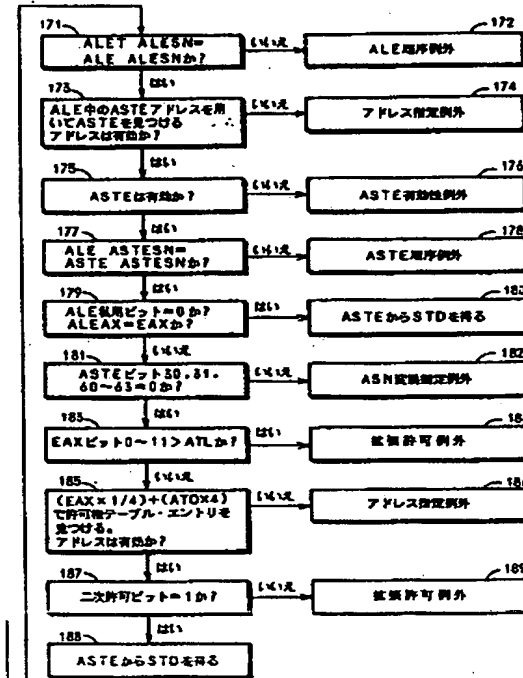 171
ALET ALESN=
ALE ALESNか?
いいえ
172
ALE順序例外
はい
173
ALE中のASTEアドレスを用
いてASTEを見つける
アドレスは有効か?
いいえ
174
アドレス指定例外
はい
175
ASTEは有効か?
いいえ
176
ASTE有効性例外
はい
177
ALE ASTESN=
ASTE ASTESNか?
いいえ
178
ASTE順序例外
はい
179
ALE私用ビット=0か?
ALEAX=EAXか?
はい
183
ASTEからSTDを得る
いいえ
181
ASTEビット30,31,
60~63=0か?
いいえ
182
ASN変換指定例外
はい
183
EAXビット0~11>ATLか?
はい
18
拡張許可例外
いいえ
185
(EAX×1/4)+(ATO×4)
で許可権テーブル・エントリを
見つける。
アドレスは有効か?
いいえ
18
アドレス指定例外
はい
187
二次許可ビット=1か?
いいえ
189
拡張許可例外
はい
188
ASTEからSTDを得る